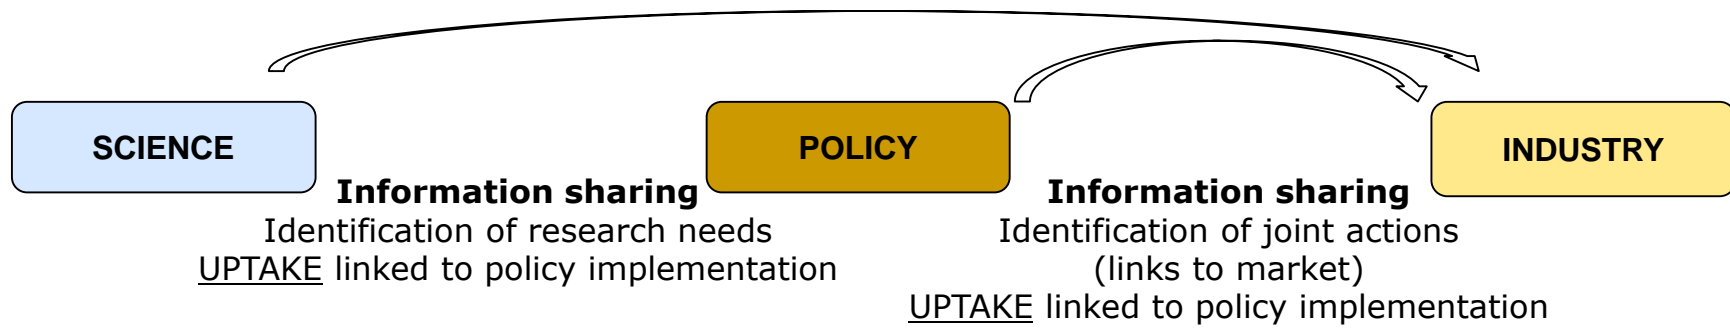 SCIENCE
POLICY
INDUSTRY
Information sharing
Identification of research needs
UPTAKE linked to policy implementation
Information sharing
Identification of joint actions
(links to market)
UPTAKE linked to policy implementation